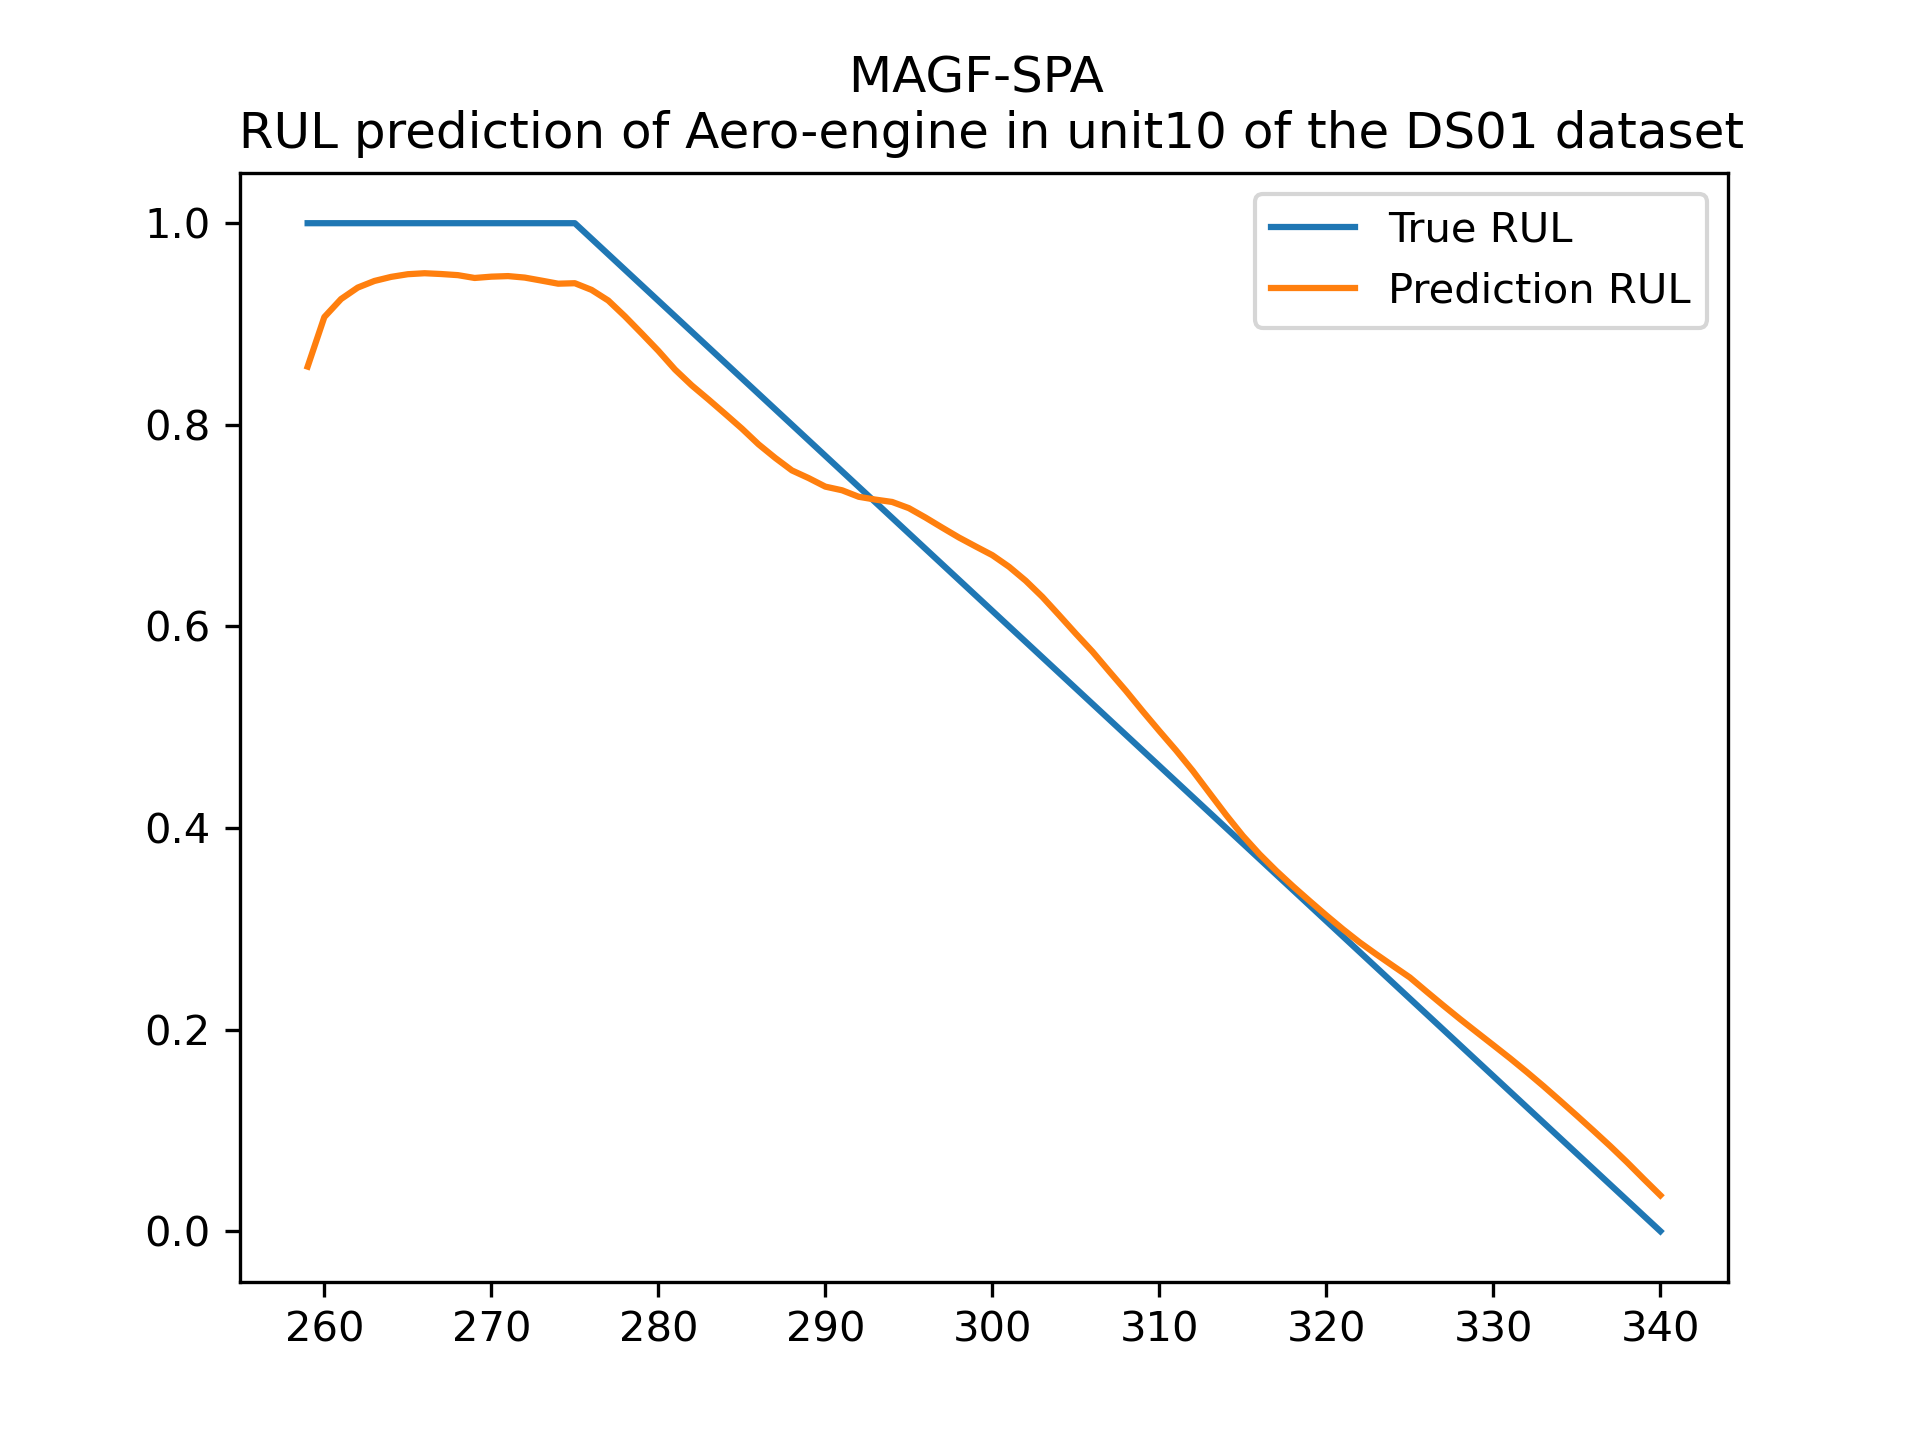 MAGF-SPA
RUL prediction of Aero-engine in unit10 of the DS01 dataset
True RUL
Prediction RUL
1.0
0.8
0.6
0.4
0.2
0.0
260 270 280 290 300 310 320 330 340